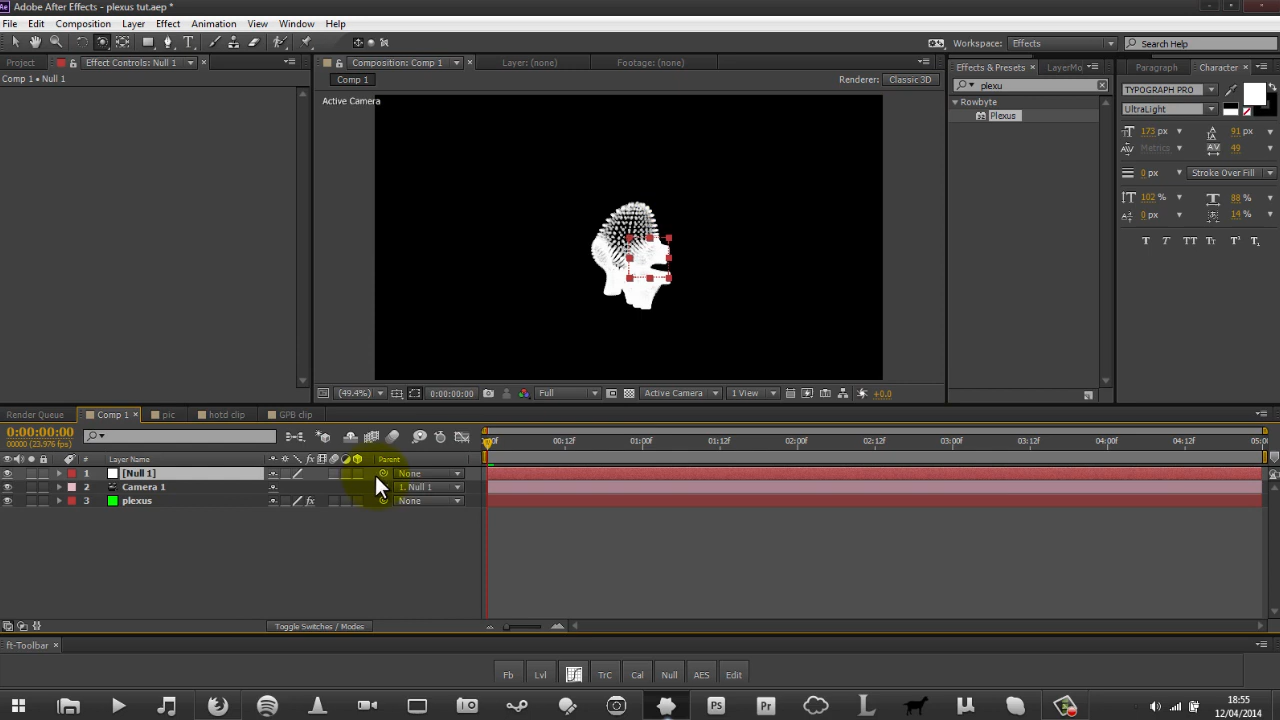 Adobe After Effects - plexus tut.aep *
File Edit Composition Layer Effect Animation View Window Help
Workspace: Effects Search Help
Project Effect Controls: Null 1 Composition: Comp 1 Layer: (none) Footage: (none) Effects & Presets LayerMo Paragraph Character
Comp 1 • Null 1
Comp 1 Renderer: Classic 3D
plexu
TYPOGRAPH PRO
Active Camera
Rowbyte
UltraLight
Plexus
173 px 91 px
Metrics 49
0 px Stroke Over Fill
102 % 88 %
0 px 14 %
T T TT Tt T T
(49.4%) 0:00:00:00 Full Active Camera 1 View +0.0
Render Queue Comp 1 pic hotd clip GPB clip
0:00:00:00
00000 (23.976 fps)
00f 00:12f 01:00f 01:12f 02:00f 02:12f 03:00f 03:12f 04:00f 04:12f 05:00
# Layer Name fx Parent
1 [Null 1] None
2 Camera 1 1. Null 1
3 plexus fx None
Toggle Switches / Modes
ft-Toolbar
Fb Lvl TrC Cal Null AES Edit
Ps Pr
18:55
12/04/2014